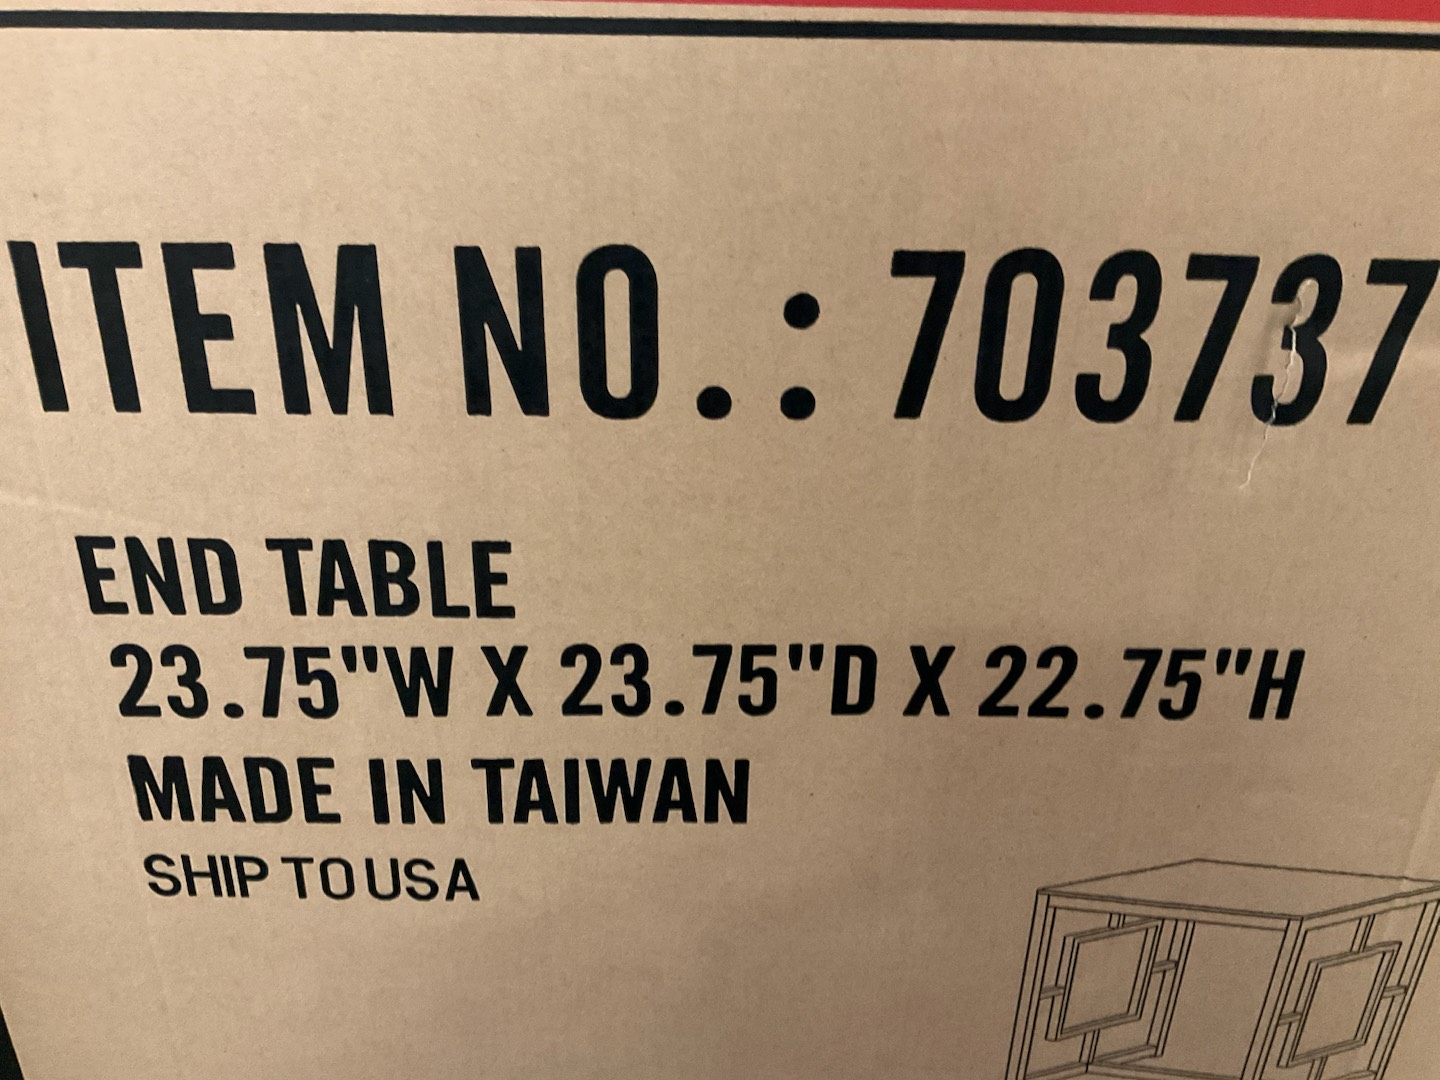 ITEM NO.: 703737
END TABLE
23.75"W X 23.75"D X 22.75"H
MADE IN TAIWAN
SHIP TO USA